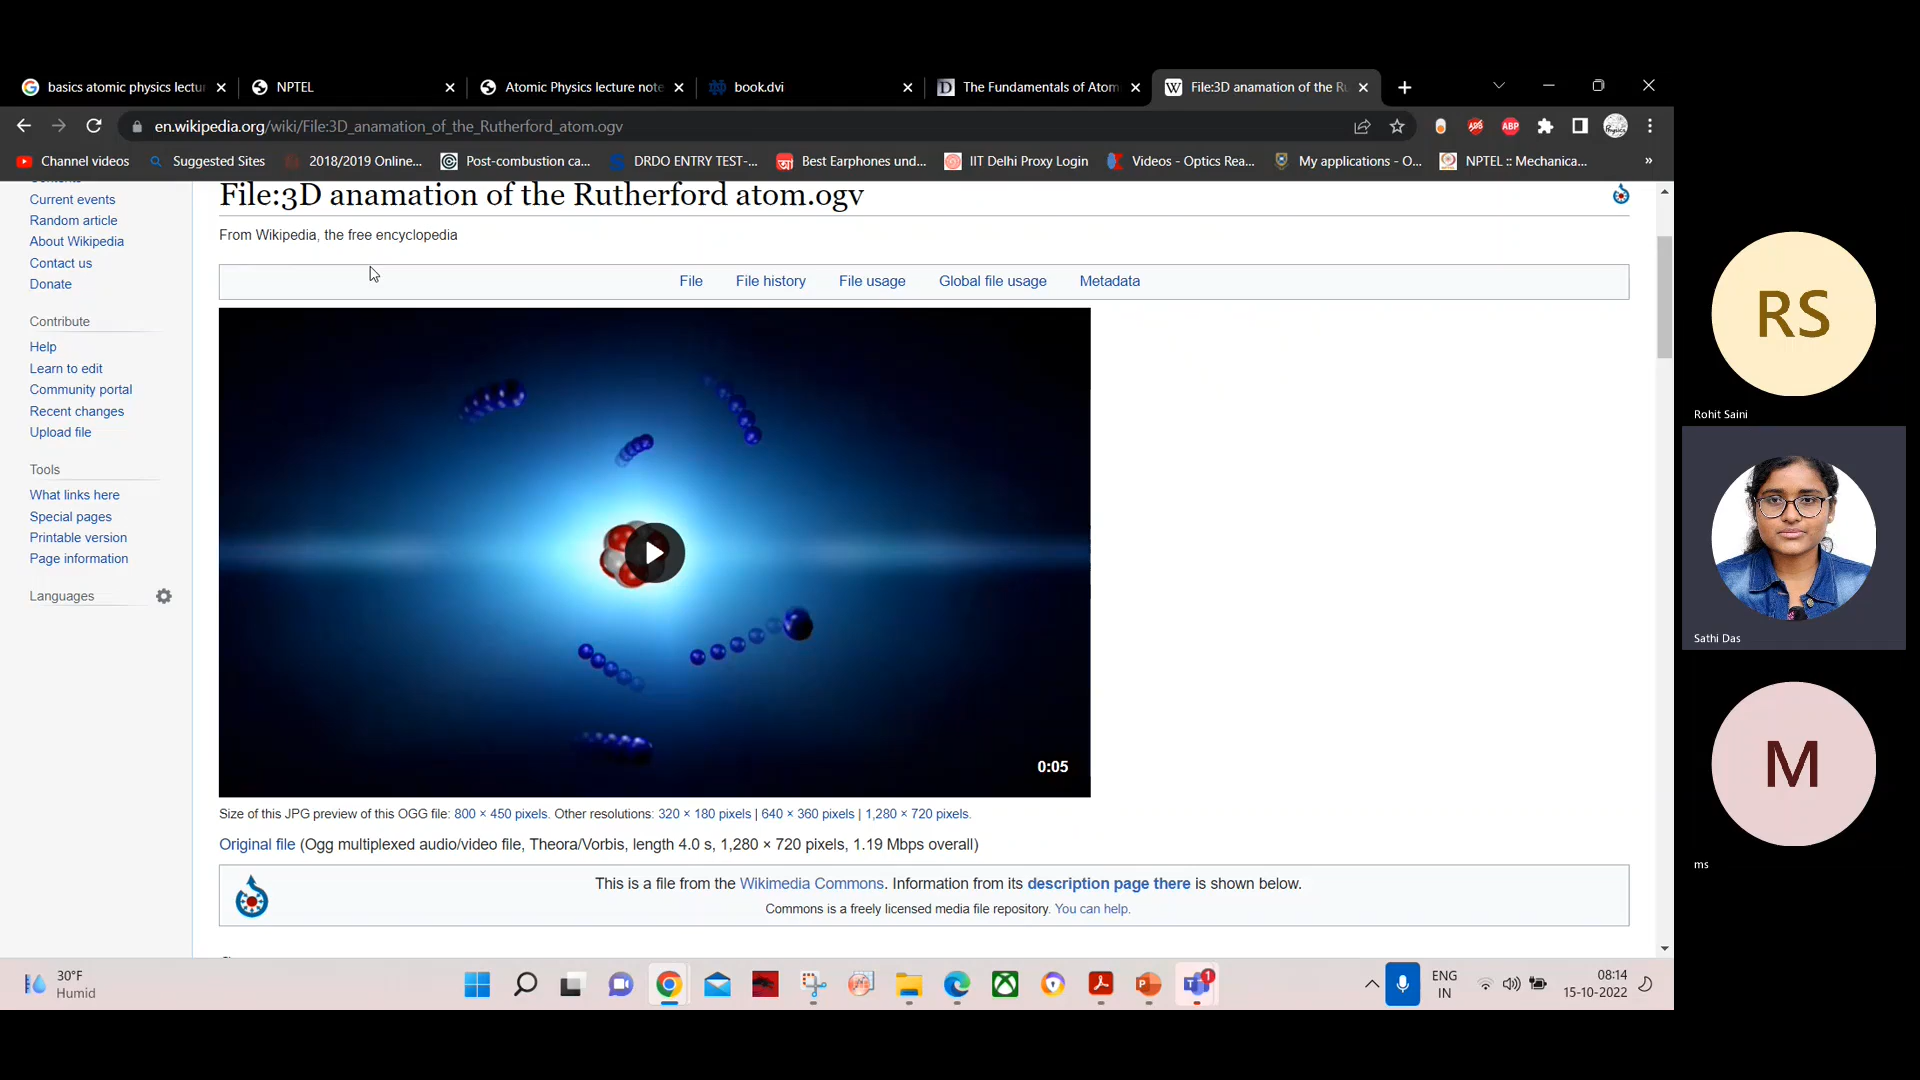 basics atomic physics lectur
NPTEL
Atomic Physics lecture note
book.dvi
The Fundamentals of Atom
File:3D anamation of the R
en.wikipedia.org/wiki/File:3D_anamation_of_the_Rutherford_atom.ogv
Channel videos
Suggested Sites
2018/2019 Online...
Post-combustion ca...
DRDO ENTRY TEST-...
Best Earphones und...
IIT Delhi Proxy Login
Videos - Optics Rea...
My applications - O...
NPTEL :: Mechanica...
»
Current events
Random article
About Wikipedia
Contact us
Donate
Contribute
Help
Learn to edit
Community portal
Recent changes
Upload file
Tools
What links here
Special pages
Printable version
Page information
Languages
File:3D anamation of the Rutherford atom.ogv
From Wikipedia, the free encyclopedia
File File history File usage Global file usage Metadata
0:05
Size of this JPG preview of this OGG file: 800 × 450 pixels. Other resolutions: 320 × 180 pixels | 640 × 360 pixels | 1,280 × 720 pixels.
Original file (Ogg multiplexed audio/video file, Theora/Vorbis, length 4.0 s, 1,280 × 720 pixels, 1.19 Mbps overall)
This is a file from the Wikimedia Commons. Information from its description page there is shown below.
Commons is a freely licensed media file repository. You can help.
RS
Rohit Saini
Sathi Das
M
ms
30°F
Humid
1
ENG
IN
08:14
15-10-2022
ABP